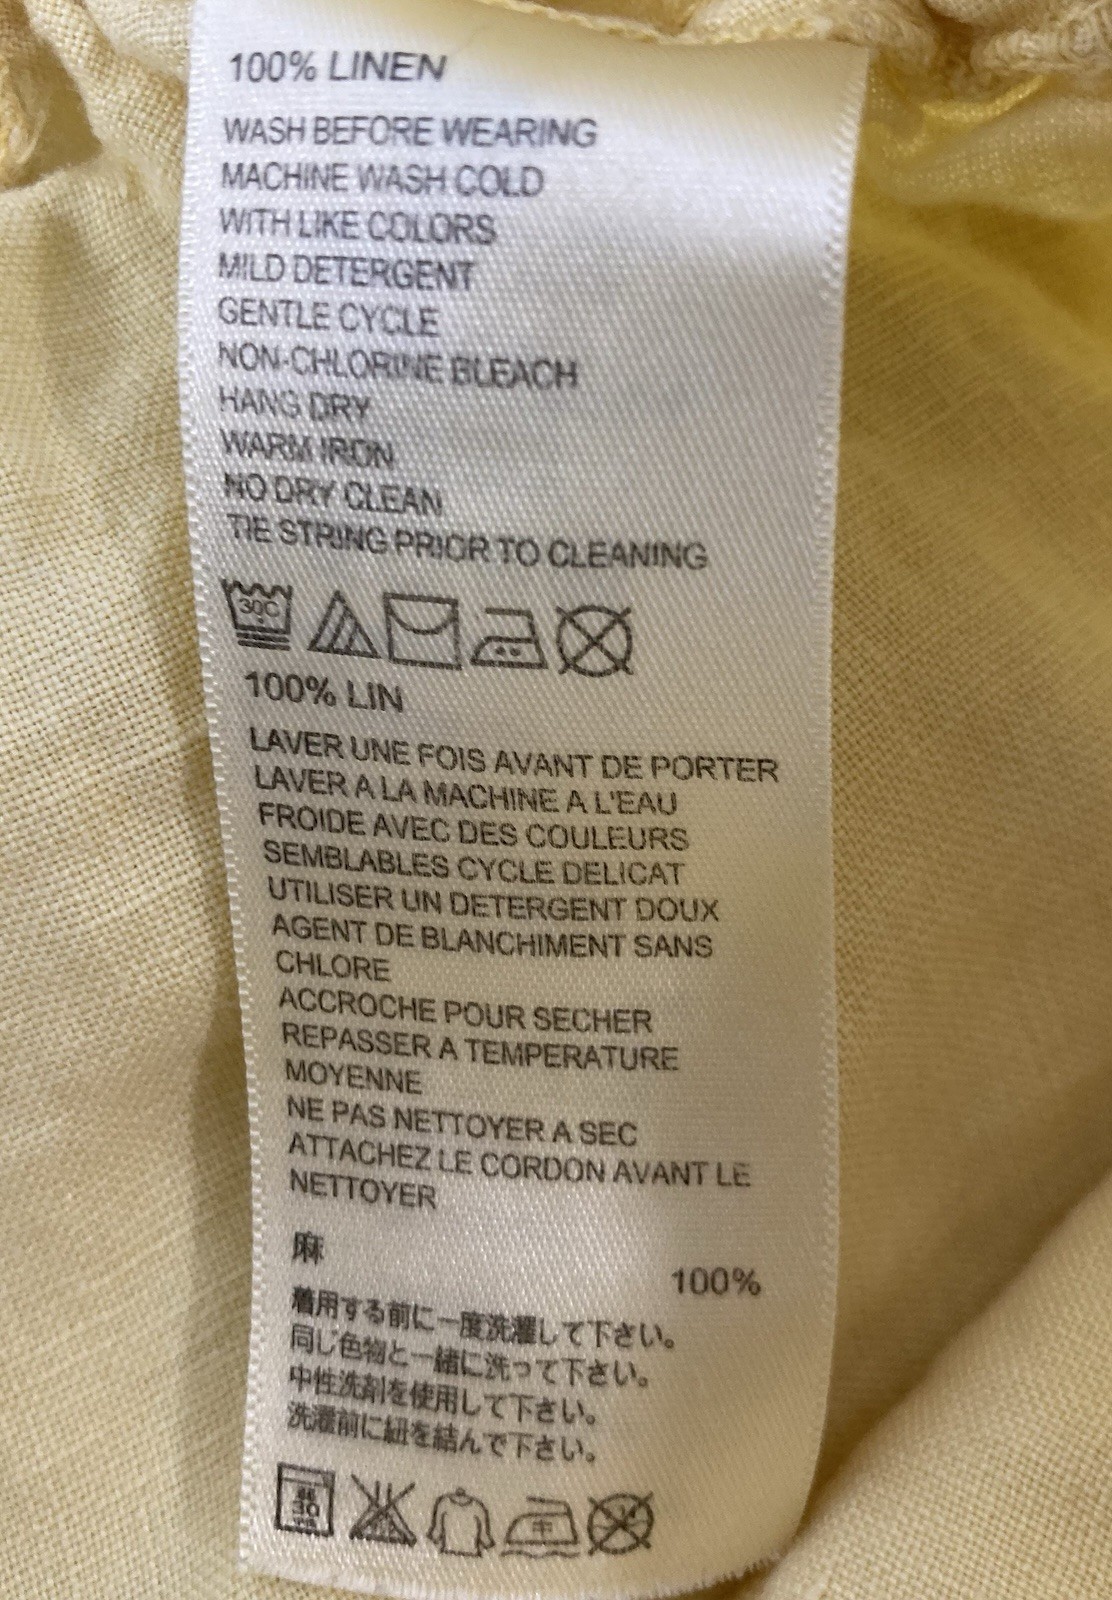 100% LINEN
WASH BEFORE WEARING
MACHINE WASH COLD
WITH LIKE COLORS
MILD DETERGENT
GENTLE CYCLE
NON-CHLORINE BLEACH
HANG DRY
WARM IRON
NO DRY CLEAN
TIE STRING PRIOR TO CLEANING
30C
100% LIN
LAVER UNE FOIS AVANT DE PORTER
LAVER A LA MACHINE A L'EAU
FROIDE AVEC DES COULEURS
SEMBLABLES CYCLE DELICAT
UTILISER UN DETERGENT DOUX
AGENT DE BLANCHIMENT SANS
CHLORE
ACCROCHE POUR SECHER
REPASSER A TEMPERATURE
MOYENNE
NE PAS NETTOYER A SEC
ATTACHEZ LE CORDON AVANT LE
NETTOYER
麻 100%
着用する前に一度洗濯して下さい。
同じ色物と一緒に洗って下さい。
中性洗剤を使用して下さい。
洗濯前に紐を結んで下さい。
30
中